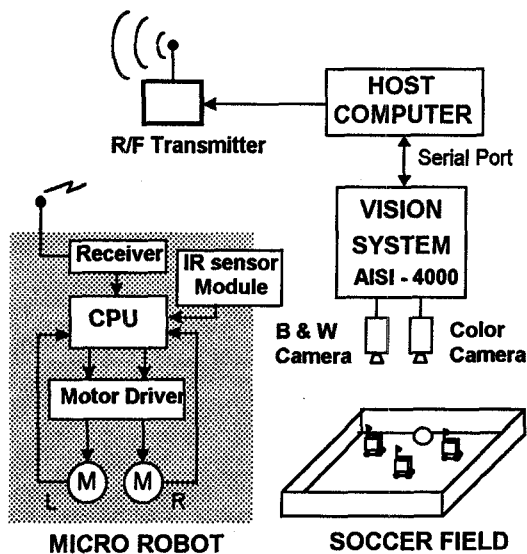 HOST
COMPUTER
R/F Transmitter
Serial Port
VISION
SYSTEM
AISI - 4000
B & W
Camera
Color
Camera
Receiver
IR sensor
Module
CPU
Motor Driver
M
M
L
R
MICRO ROBOT
SOCCER FIELD